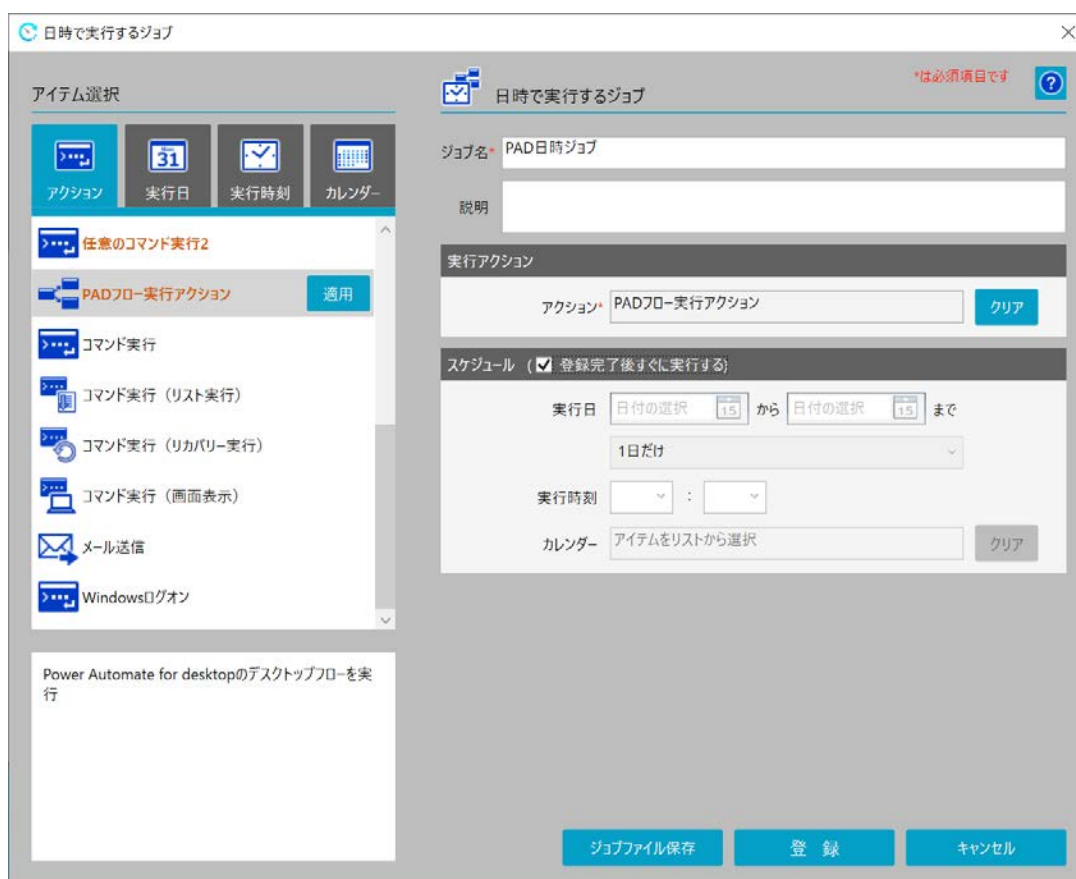 日時で実行するジョブ
アイテム選択
アクション
31
実行日
実行時刻
カレンダー
任意のコマンド実行2
PADフロー実行アクション
適用
コマンド実行
コマンド実行（リスト実行）
コマンド実行（リカバリー実行）
コマンド実行（画面表示）
メール送信
Windowsログオン
Power Automate for desktopのデスクトップフローを実
行
日時で実行するジョブ
*は必須項目です
?
ジョブ名* PAD日時ジョブ
説明
実行アクション
アクション* PADフロー実行アクション クリア
スケジュール （ 登録完了後すぐに実行する）
実行日 日付の選択 15 から 日付の選択 15 まで
1日だけ
実行時刻 :
カレンダー アイテムをリストから選択 クリア
ジョブファイル保存 登 録 キャンセル